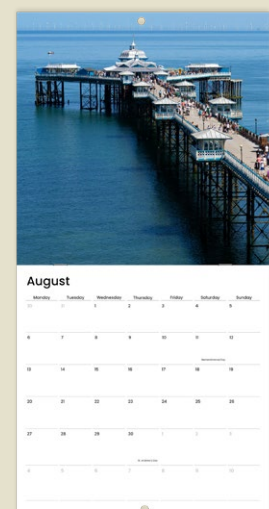 August
Monday Tuesday Wednesday Thursday Friday Saturday Sunday
30 31 1 2 3 4 5
6 7 8 9 10 11 12
13 14 15 16 17 18 19
20 21 22 23 24 25 26
27 28 29 30 1 2 3
4 5 6 7 8 9 10